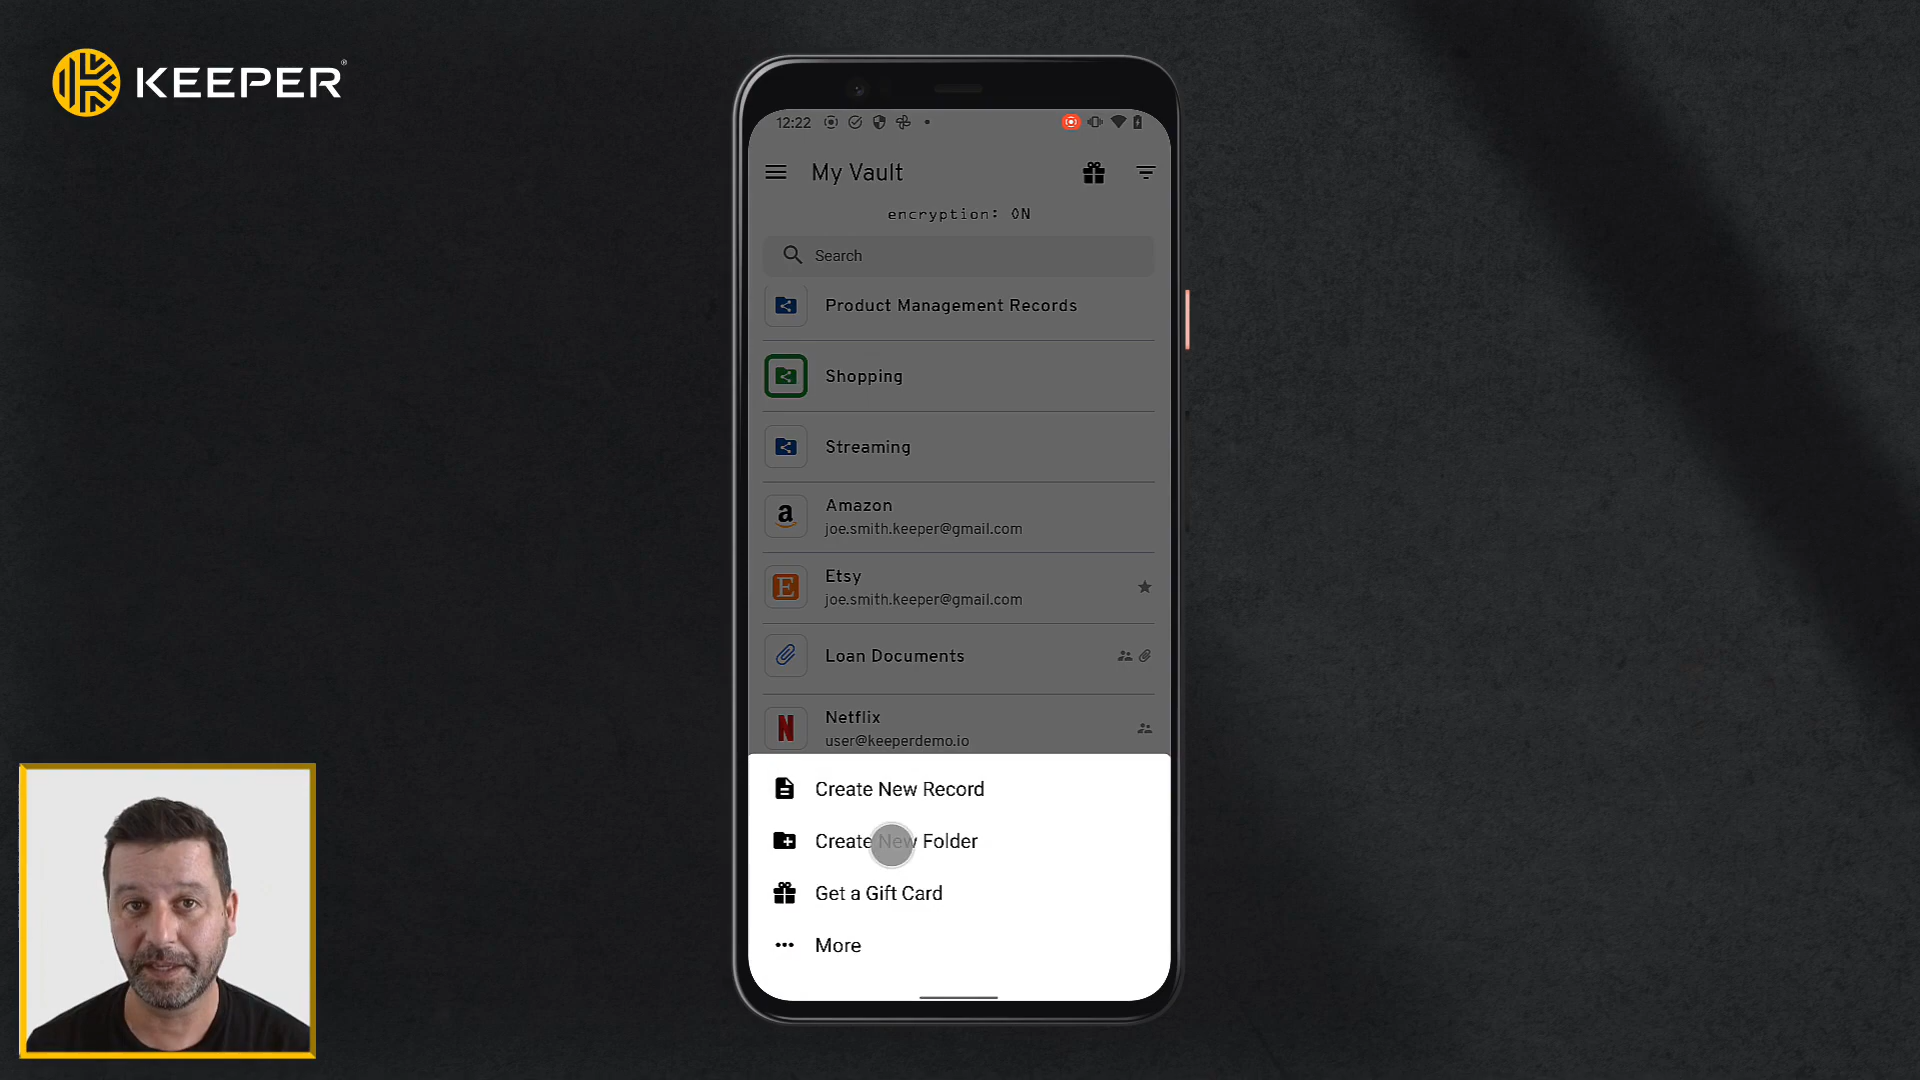 KEEPER®
12:22
My Vault
encryption: ON
Search
Product Management Records
Shopping
Streaming
Amazon
joe.smith.keeper@gmail.com
Etsy
joe.smith.keeper@gmail.com
Loan Documents
Netflix
user@keeperdemo.io
Create New Record
Create New Folder
Get a Gift Card
More